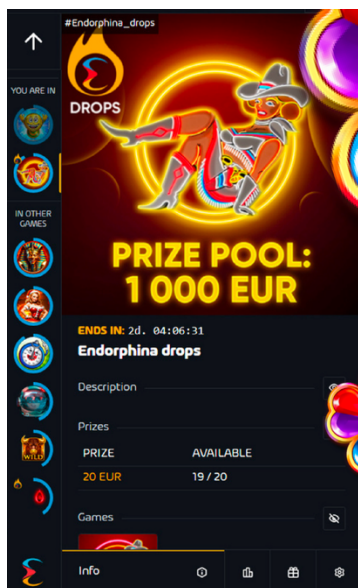 #Endorphina_drops
YOU ARE IN
DROPS
IN OTHER
GAMES
PRIZE POOL:
1 000 EUR
ENDS IN: 2d. 04:06:31
Endorphina drops
Description
Prizes
PRIZE AVAILABLE
20 EUR 19 / 20
WILD
Games
Info